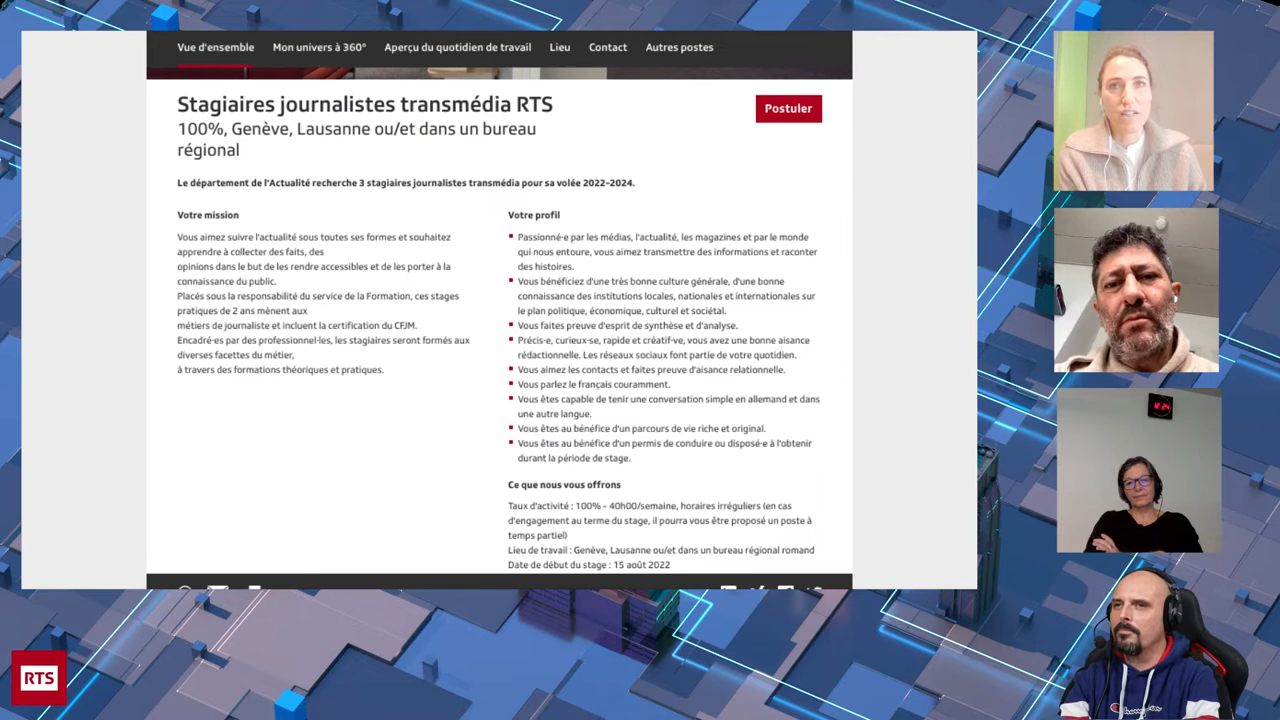 Vue d'ensemble Mon univers à 360° Aperçu du quotidien de travail Lieu Contact Autres postes
Stagiaires journalistes transmédia RTS
Postuler
100%, Genève, Lausanne ou/et dans un bureau
régional
Le département de l'Actualité recherche 3 stagiaires journalistes transmédia pour sa volée 2022-2024.
Votre mission
Vous aimez suivre l'actualité sous toutes ses formes et souhaitez
apprendre à collecter des faits, des
opinions dans le but de les rendre accessibles et de les porter à la
connaissance du public.
Placés sous la responsabilité du service de la Formation, ces stages
pratiques de 2 ans mènent aux
métiers de journaliste et incluent la certification du CFJM.
Encadré·es par des professionnel·les, les stagiaires seront formés aux
diverses facettes du métier,
à travers des formations théoriques et pratiques.
Votre profil
Passionné·e par les médias, l'actualité, les magazines et par le monde
qui nous entoure, vous aimez transmettre des informations et raconter
des histoires.
Vous bénéficiez d'une très bonne culture générale, d'une bonne
connaissance des institutions locales, nationales et internationales sur
le plan politique, économique, culturel et sociétal.
Vous faites preuve d'esprit de synthèse et d'analyse.
Précis·e, curieux·se, rapide et créatif·ve, vous avez une bonne aisance
rédactionnelle. Les réseaux sociaux font partie de votre quotidien.
Vous aimez les contacts et faites preuve d'aisance relationnelle.
Vous parlez le français couramment.
Vous êtes capable de tenir une conversation simple en allemand et dans
une autre langue.
Vous êtes au bénéfice d'un parcours de vie riche et original.
Vous êtes au bénéfice d'un permis de conduire ou disposé·e à l'obtenir
durant la période de stage.
Ce que nous vous offrons
Taux d'activité : 100% - 40h00/semaine, horaires irréguliers (en cas
d'engagement au terme du stage, il pourra vous être proposé un poste à
temps partiel)
Lieu de travail : Genève, Lausanne ou/et dans un bureau régional romand
Date de début du stage : 15 août 2022
RTS
Champion